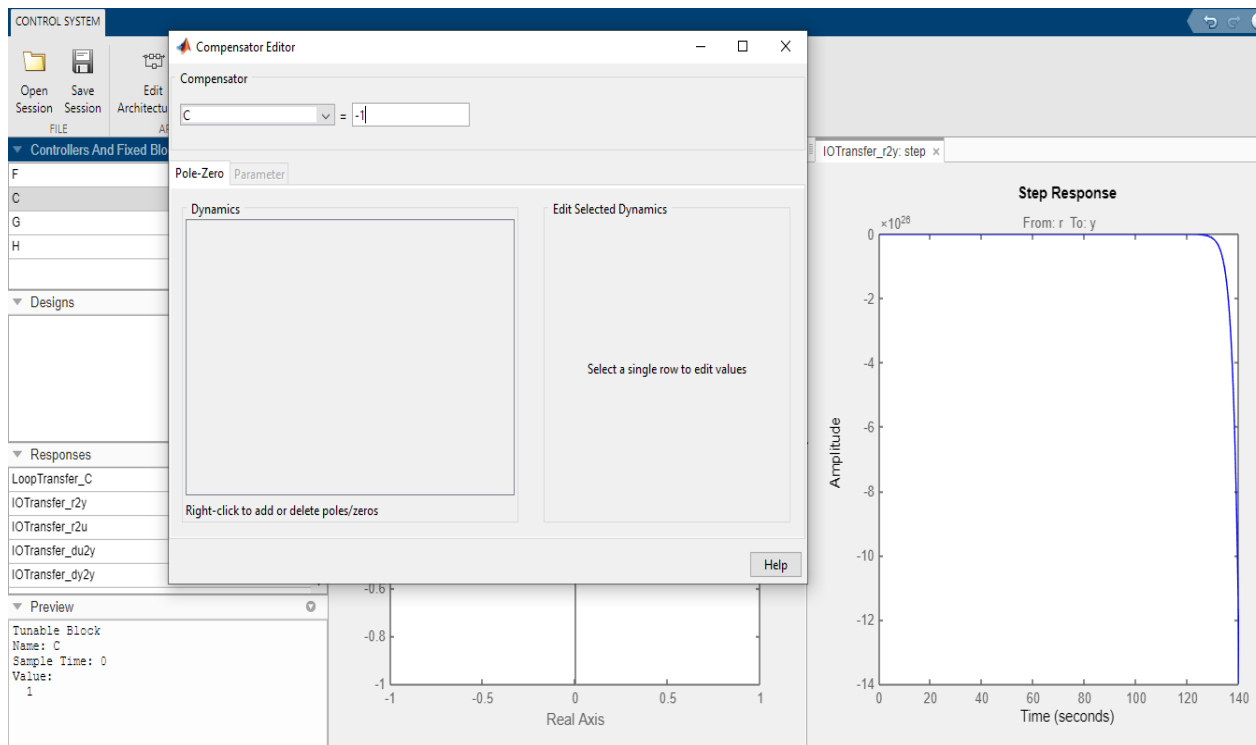 CONTROL SYSTEM
Open Session
Save Session
Edit Architectu
FILE
Compensator Editor
Compensator
C
=
-1
Pole-Zero
Parameter
Dynamics
Right-click to add or delete poles/zeros
Edit Selected Dynamics
Select a single row to edit values
Help
Controllers And Fixed Blo
F
C
G
H
Designs
Responses
LoopTransfer_C
IOTransfer_r2y
IOTransfer_r2u
IOTransfer_du2y
IOTransfer_dy2y
Preview
Tunable Block
Name: C
Sample Time: 0
Value:
1
-0.6
-0.8
-1
-1 -0.5 0 0.5 1
Real Axis
IOTransfer_r2y: step ×
Step Response
From: r To: y
0
-2
-4
-6
-8
-10
-12
-14
Amplitude
0 20 40 60 80 100 120 140
Time (seconds)